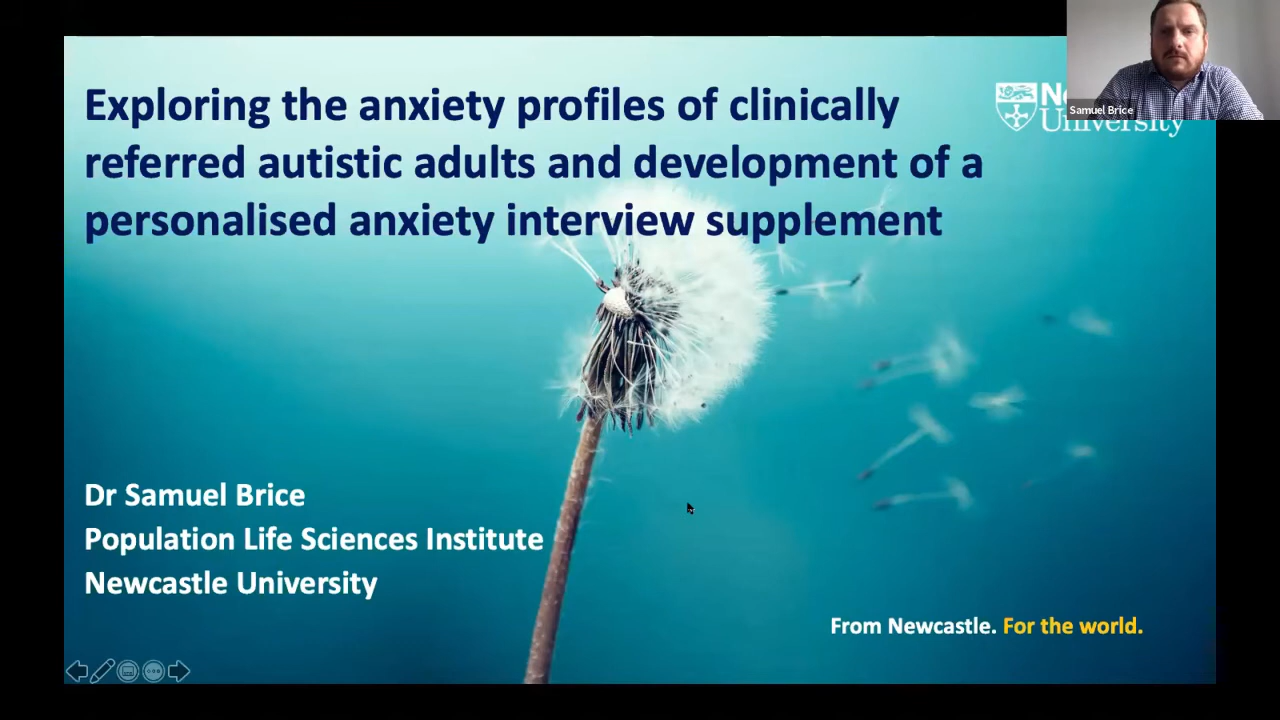 Exploring the anxiety profiles of clinically
referred autistic adults and development of a
personalised anxiety interview supplement
University
Samuel Brice
Dr Samuel Brice
Population Life Sciences Institute
Newcastle University
From Newcastle. For the world.